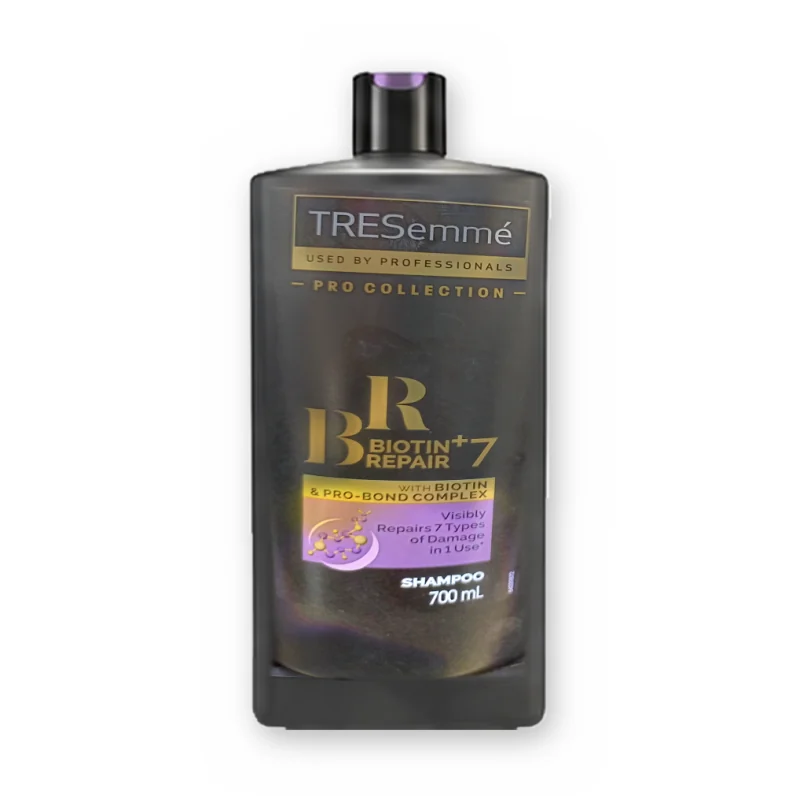 TRESemmé
USED BY PROFESSIONALS
PRO COLLECTION
BR
BIOTIN+7
REPAIR
WITH BIOTIN
& PRO-BOND COMPLEX
Visibly
Repairs 7 Types
of Damage
in 1 Use*
SHAMPOO
700 mL